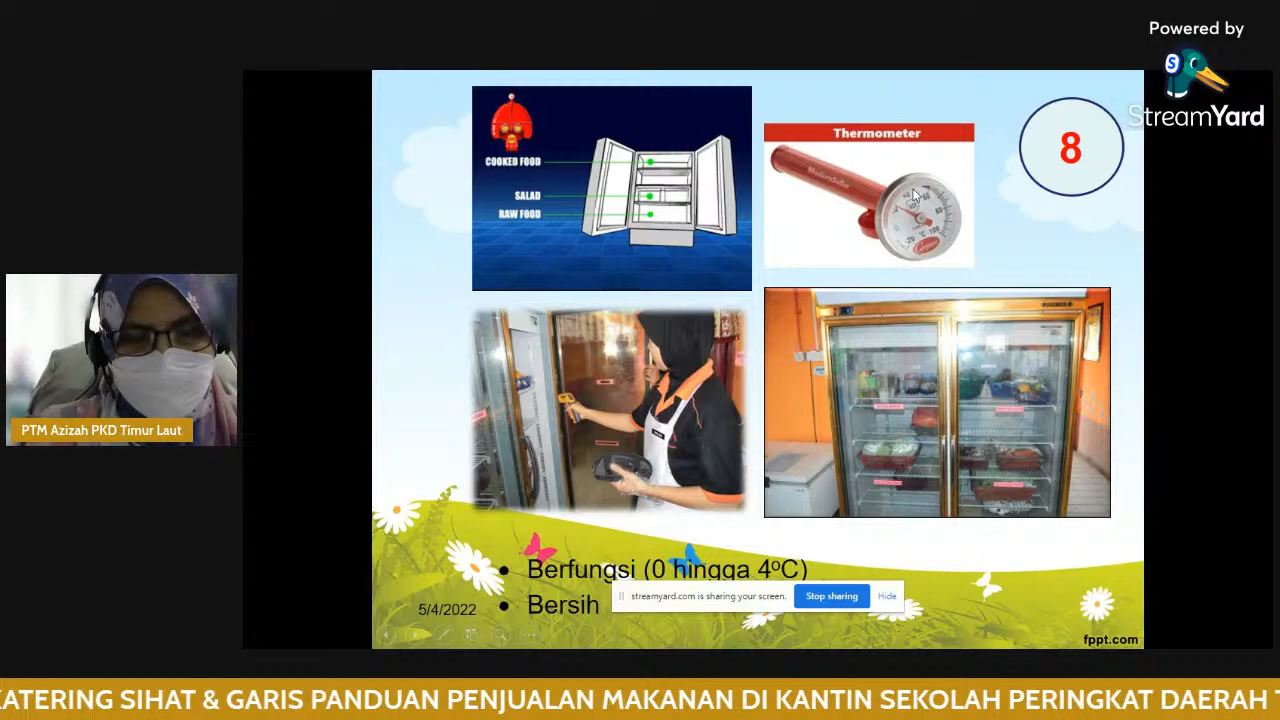 Powered by
StreamYard
COOKED FOOD
SALAD
RAW FOOD
Thermometer
8
PTM Azizah PKD Timur Laut
Berfungsi (0 hingga 4ºC)
Bersih
5/4/2022
streamyard.com is sharing your screen.
Stop sharing
Hide
fppt.com
KATERING SIHAT & GARIS PANDUAN PENJUALAN MAKANAN DI KANTIN SEKOLAH PERINGKAT DAERAH T